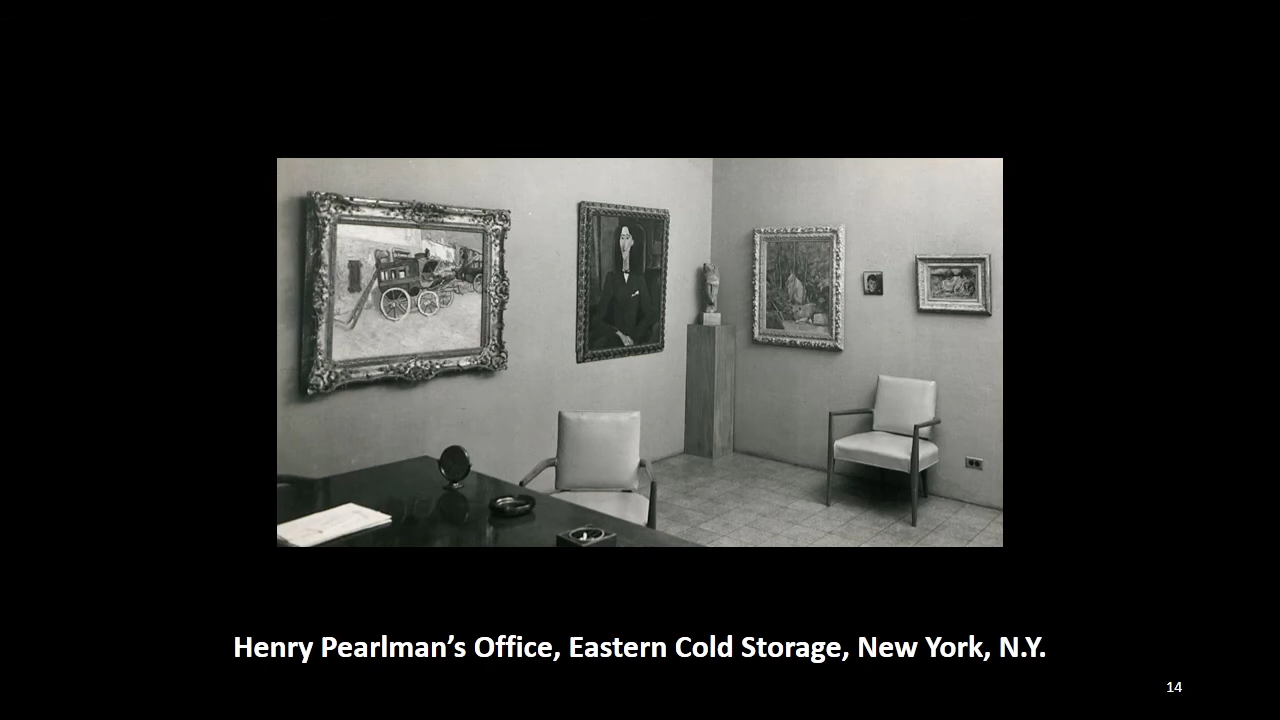 Henry Pearlman’s Office, Eastern Cold Storage, New York, N.Y.
14